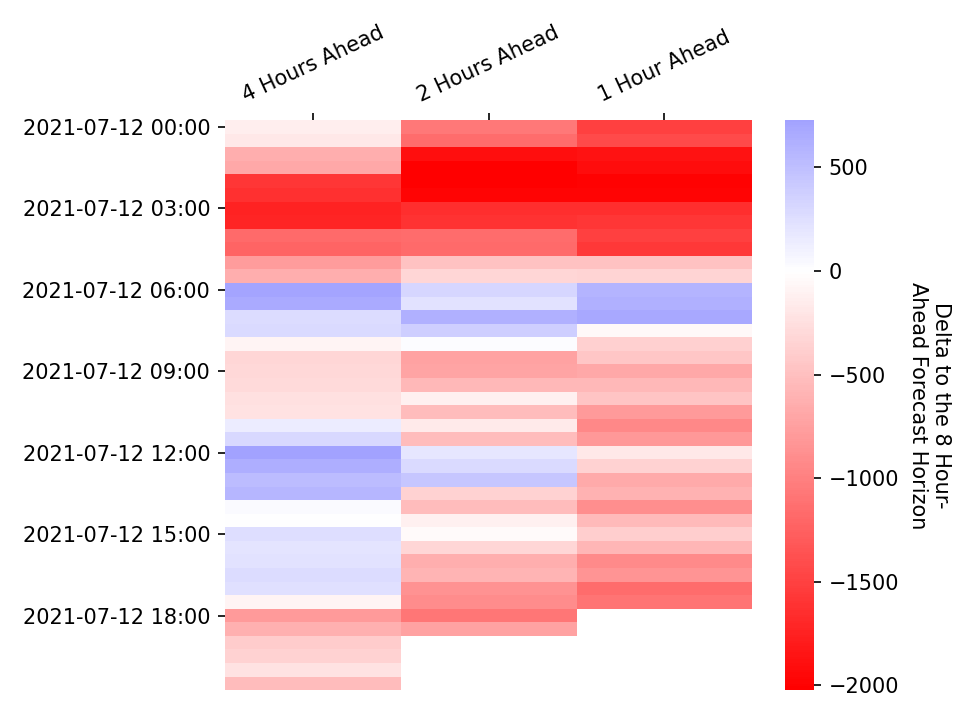 4 Hours Ahead
2 Hours Ahead
1 Hour Ahead
2021-07-12 00:00
2021-07-12 03:00
2021-07-12 06:00
2021-07-12 09:00
2021-07-12 12:00
2021-07-12 15:00
2021-07-12 18:00
500
0
−500
−1000
−1500
−2000
Delta to the 8 Hour-
Ahead Forecast Horizon